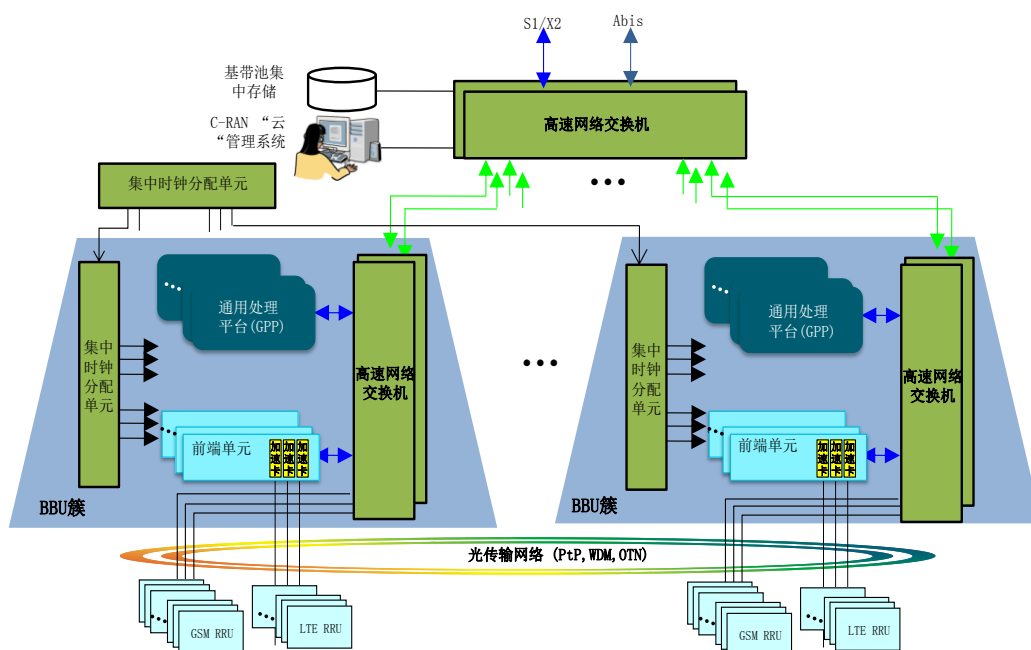 S1/X2
Abis
基带池集
中存储
C-RAN “云
“管理系统
高速网络交换机
•••
集中时钟分配单元
集中
时钟
分配
单元
•••
通用处理
平台(GPP)
高速网络
交换机
•••
前端单元
加速卡
加速卡
加速卡
BBU簇
•••
集中
时钟
分配
单元
•••
通用处理
平台(GPP)
高速网络
交换机
•••
前端单元
加速卡
加速卡
加速卡
BBU簇
光传输网络 (PtP,WDM,OTN)
•••
GSM RRU
•••
LTE RRU
•••
GSM RRU
•••
LTE RRU